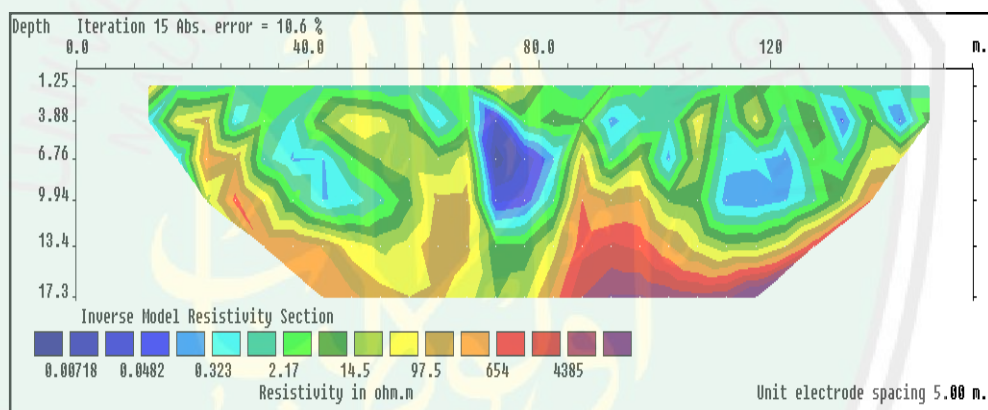 Depth Iteration 15 Abs. error = 10.6 %
0.0 40.0 80.0 120 m.
1.25
3.88
6.76
9.94
13.4
17.3
Inverse Model Resistivity Section
0.00718 0.0482 0.323 2.17 14.5 97.5 654 4385
Resistivity in ohm.m Unit electrode spacing 5.00 m.